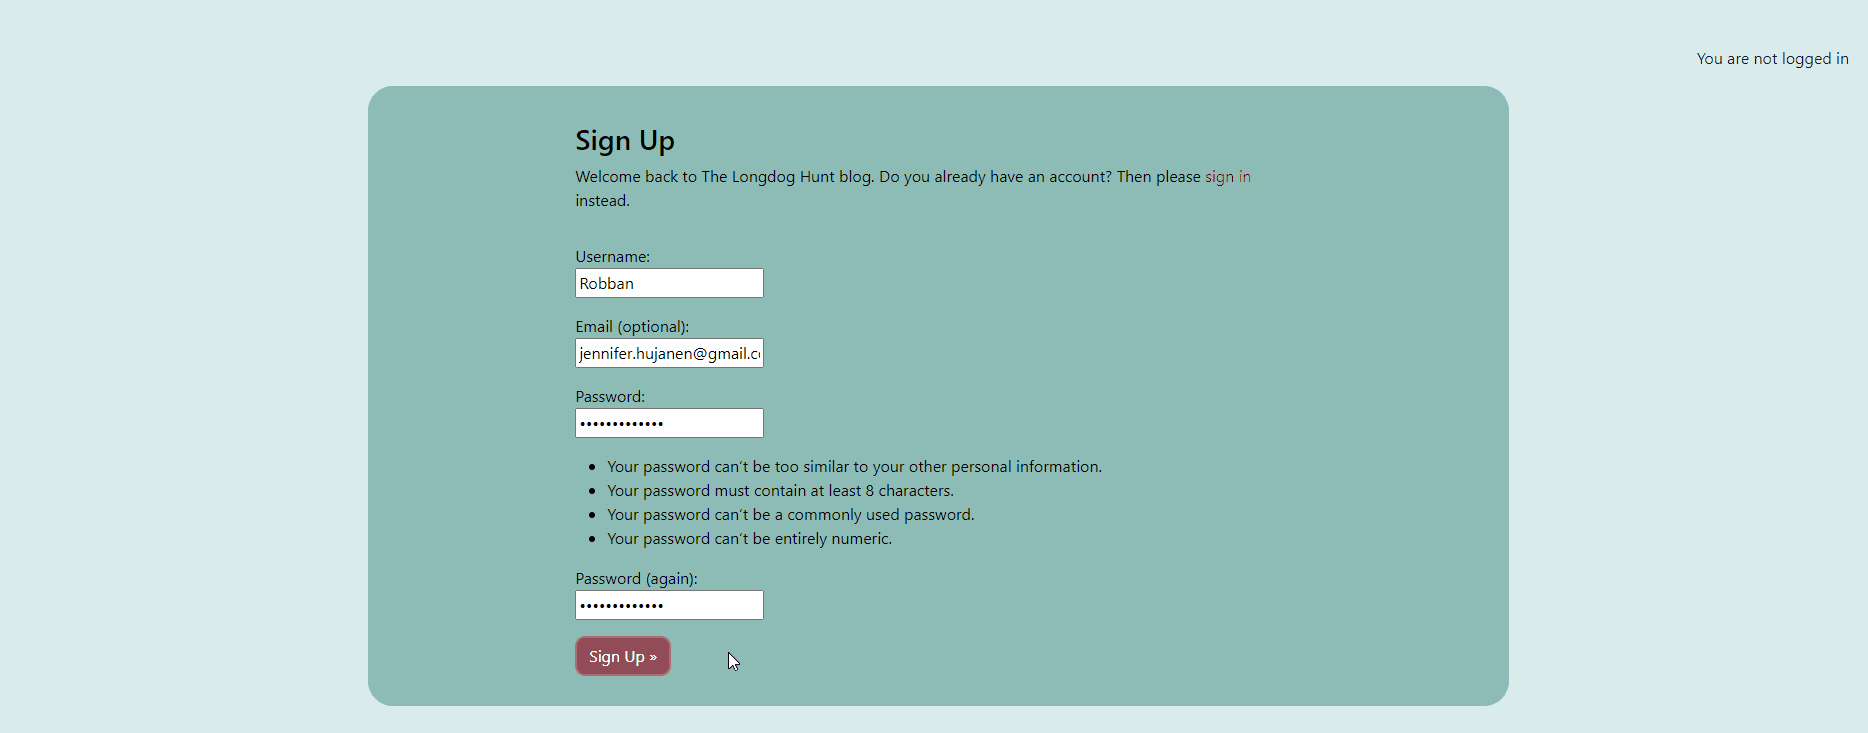 You are not logged in
Sign Up
Welcome back to The Longdog Hunt blog. Do you already have an account? Then please sign in
instead.
Username:
Robban
Email (optional):
jennifer.hujanen@gmail.c
Password:
•••••••••••••
• Your password can't be too similar to your other personal information.
• Your password must contain at least 8 characters.
• Your password can't be a commonly used password.
• Your password can't be entirely numeric.
Password (again):
•••••••••••••
Sign Up »